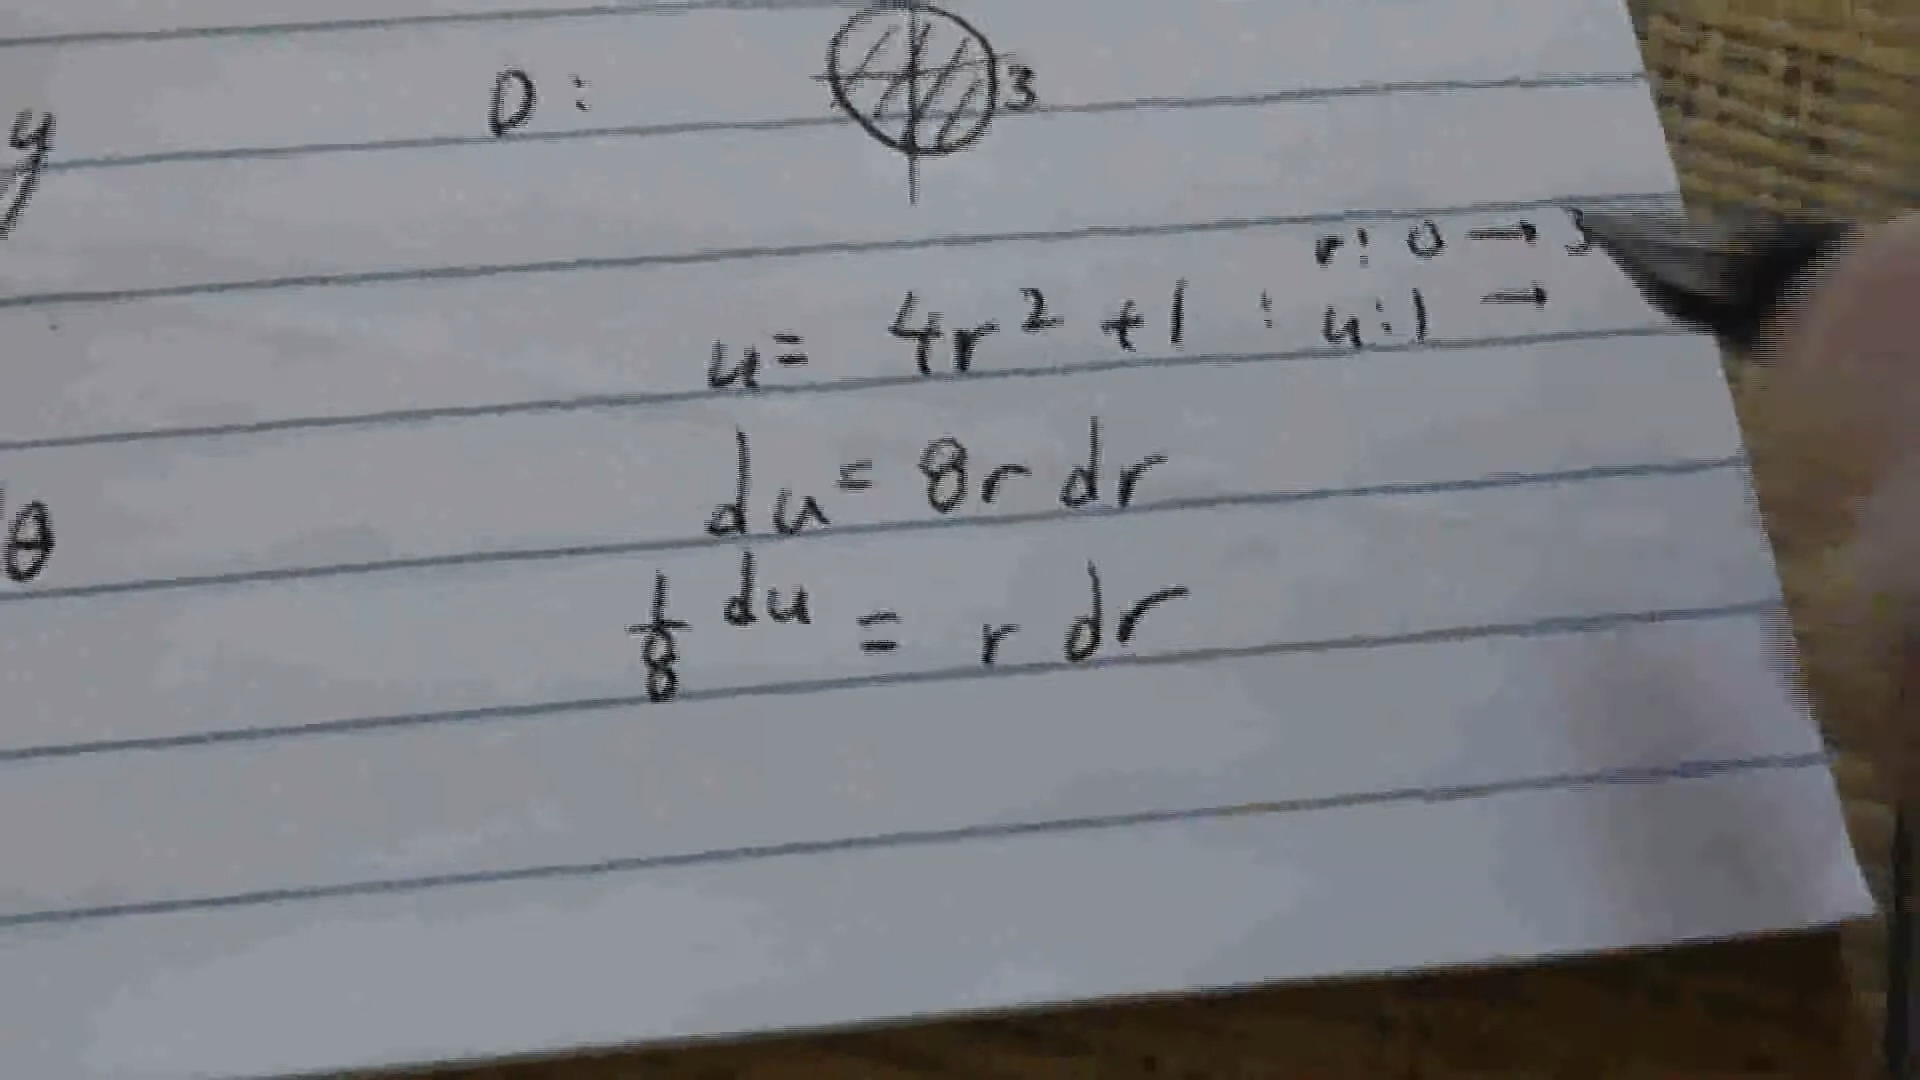 y
D :
3
r: 0 → 3
u = 4r² + 1 : u: 1 →
du = 8r dr
θ
1/8 du = r dr